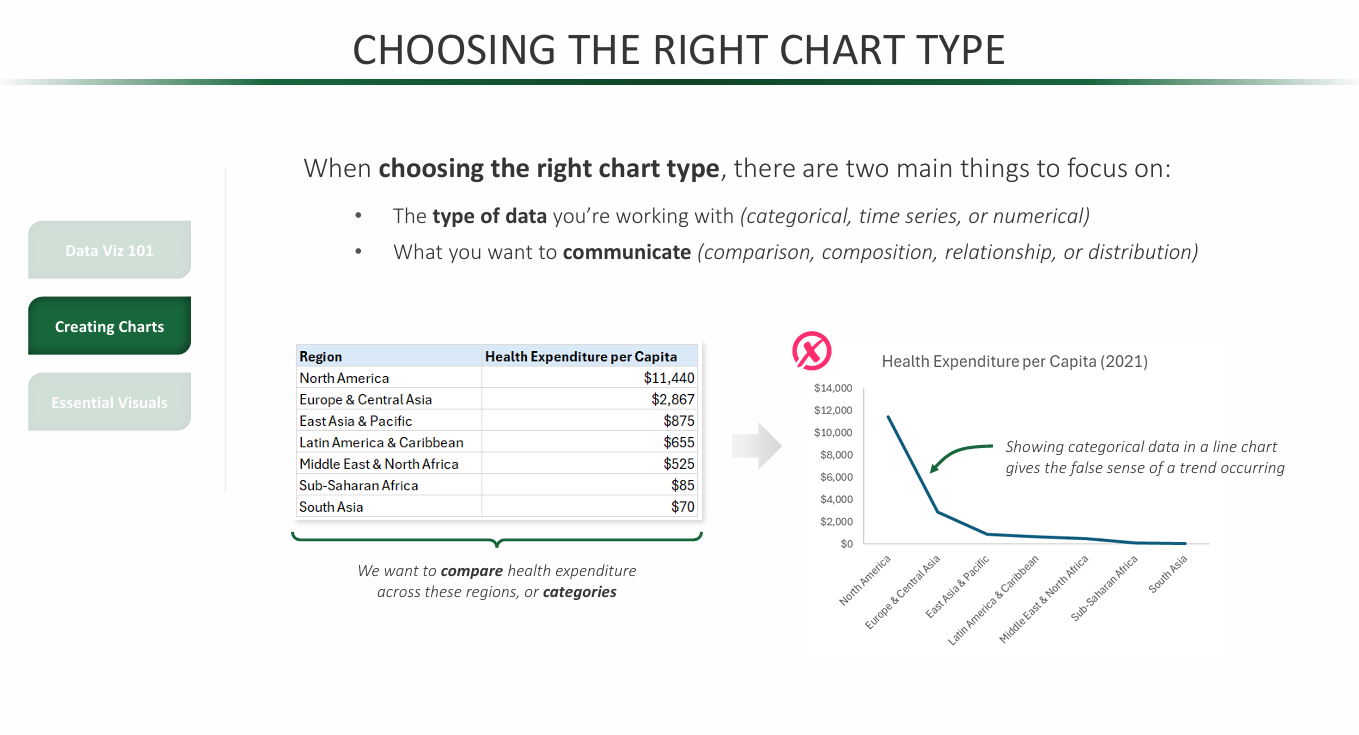 CHOOSING THE RIGHT CHART TYPE
Data Viz 101
Creating Charts
Essential Visuals
When choosing the right chart type, there are two main things to focus on:
• The type of data you're working with (categorical, time series, or numerical)
• What you want to communicate (comparison, composition, relationship, or distribution)
Region Health Expenditure per Capita
North America $11,440
Europe & Central Asia $2,867
East Asia & Pacific $875
Latin America & Caribbean $655
Middle East & North Africa $525
Sub-Saharan Africa $85
South Asia $70
We want to compare health expenditure
across these regions, or categories
Health Expenditure per Capita (2021)
$14,000
$12,000
$10,000
$8,000
$6,000
$4,000
$2,000
$0
Showing categorical data in a line chart
gives the false sense of a trend occurring
North America
Europe & Central Asia
East Asia & Pacific
Latin America & Caribbean
Middle East & North Africa
Sub-Saharan Africa
South Asia